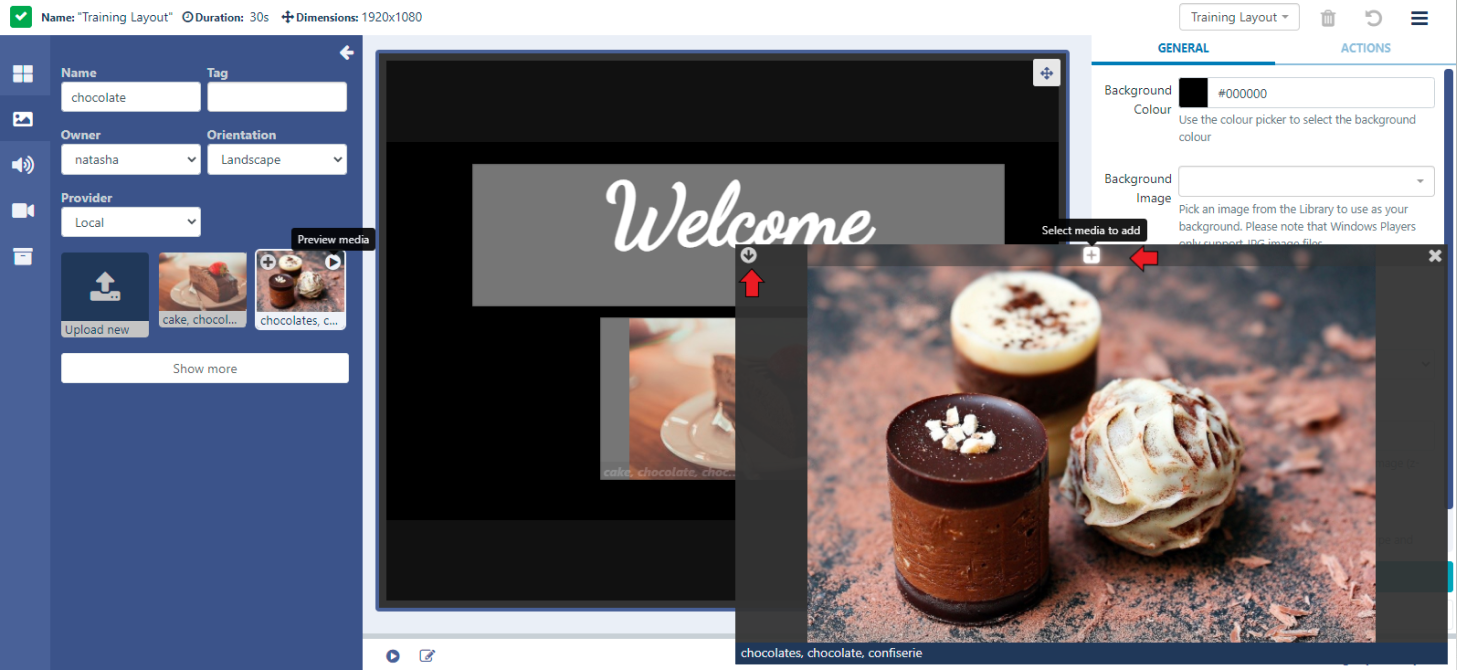 Name: "Training Layout" Duration: 30s Dimensions: 1920x1080
Training Layout
GENERAL
ACTIONS
Name
Tag
chocolate
Owner
Orientation
natasha
Landscape
Provider
Local
Preview media
Upload new
cake, chocol...
chocolates, c...
Show more
Welcome
cake, chocolate, choc...
Background
Colour
#000000
Use the colour picker to select the background
colour
Background
Image
Pick an image from the Library to use as your
background. Please note that Windows Players
only support JPG image files
Select media to add
chocolates, chocolate, confiserie